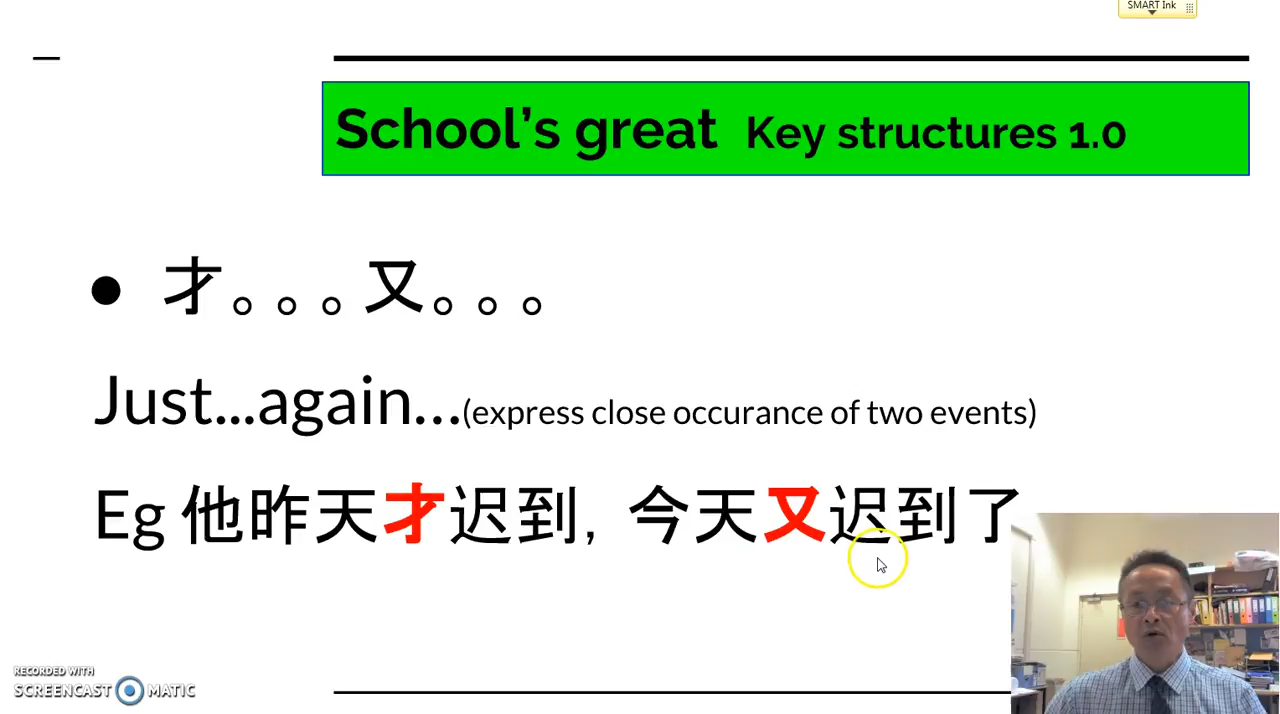 SMART Ink
School’s great Key structures 1.0
● 才。。。又。。。
Just...again...(express close occurance of two events)
Eg 他昨天才迟到, 今天又迟到了
RECORDED WITH
SCREENCAST MATIC